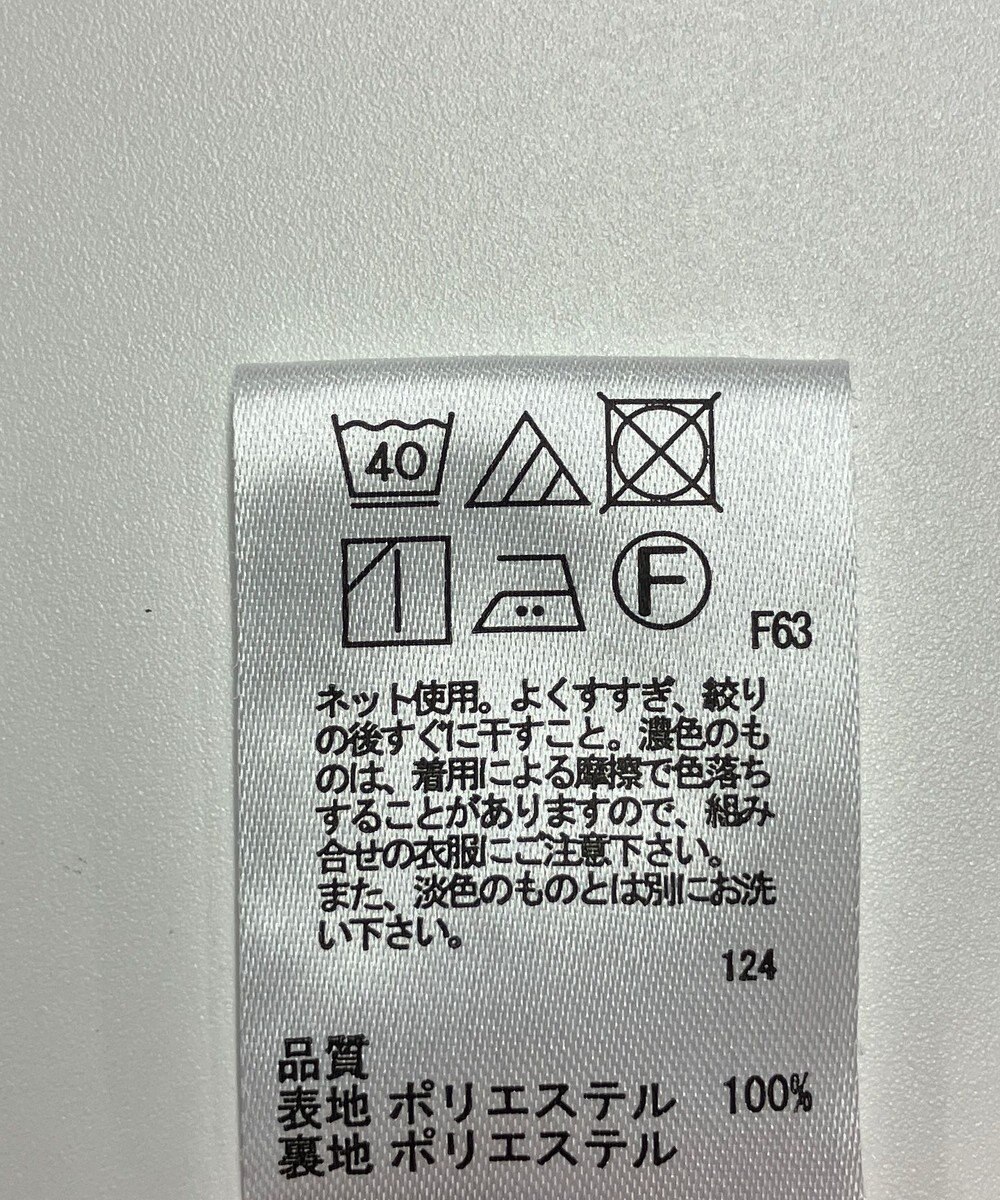 40
F
F63
ネット使用。よくすすぎ、絞り
の後すぐに干すこと。濃色のも
のは、着用による摩擦で色落ち
することがありますので、組み
合せの衣服にご注意下さい。
また、淡色のものとは別にお洗
い下さい。
124
品質
表地 ポリエステル 100%
裏地 ポリエステル